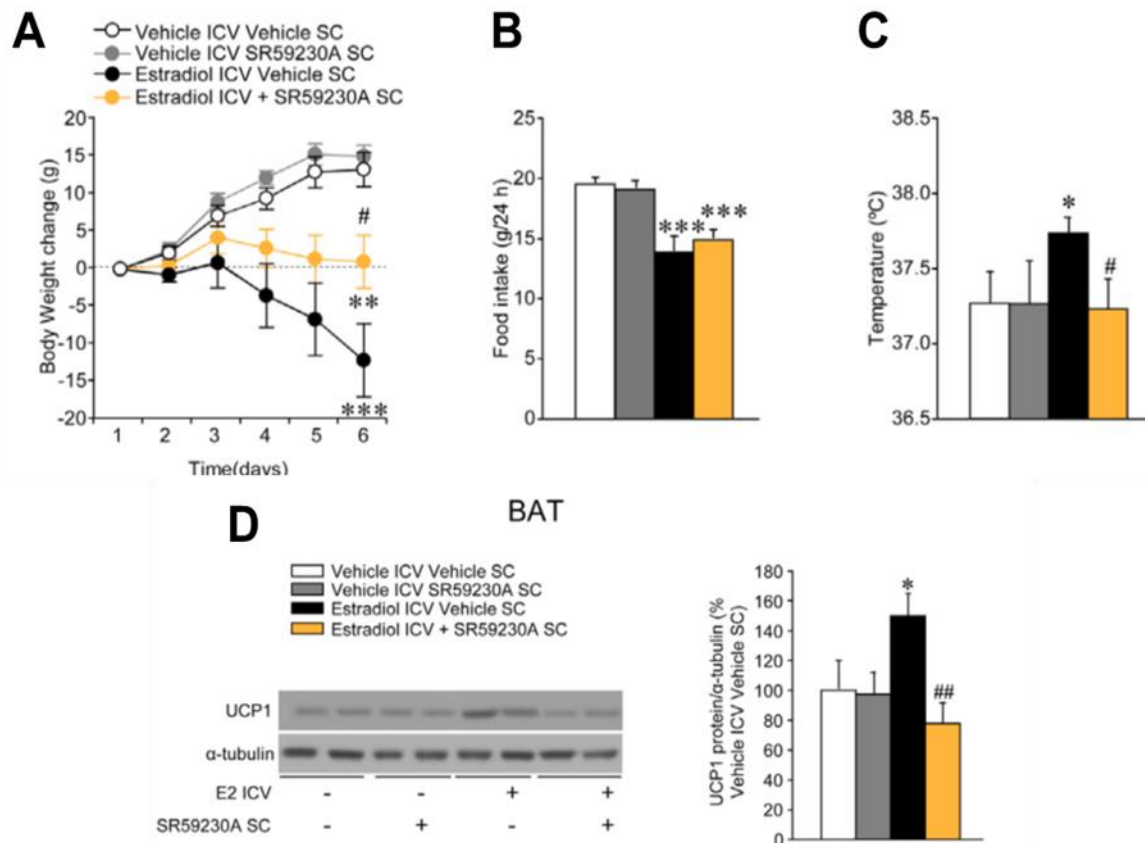 A
Vehicle ICV Vehicle SC
Vehicle ICV SR59230A SC
Estradiol ICV Vehicle SC
Estradiol ICV + SR59230A SC
Body Weight change (g)
20
15
10
5
0
-5
-10
-15
-20
#
**
***
1 2 3 4 5 6
Time(days)
B
Food intake (g/24 h)
25
20
15
10
5
0
*** ***
C
Temperature (ºC)
38.5
38.0
37.5
37.0
36.5
*
#
BAT
D
Vehicle ICV Vehicle SC
Vehicle ICV SR59230A SC
Estradiol ICV Vehicle SC
Estradiol ICV + SR59230A SC
UCP1
α-tubulin
E2 ICV - - + +
SR59230A SC - + - +
UCP1 protein/α-tubulin (%
Vehicle ICV Vehicle SC)
180
160
140
120
100
80
60
40
20
0
*
##